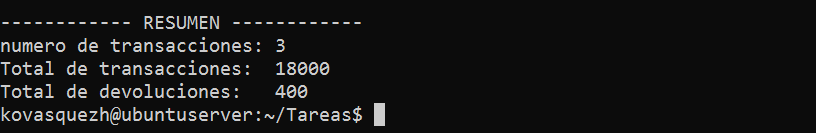 ------------ RESUMEN ------------
numero de transacciones: 3
Total de transacciones:  18000
Total de devoluciones:   400
kovasquezh@ubuntuserver:~/Tareas$